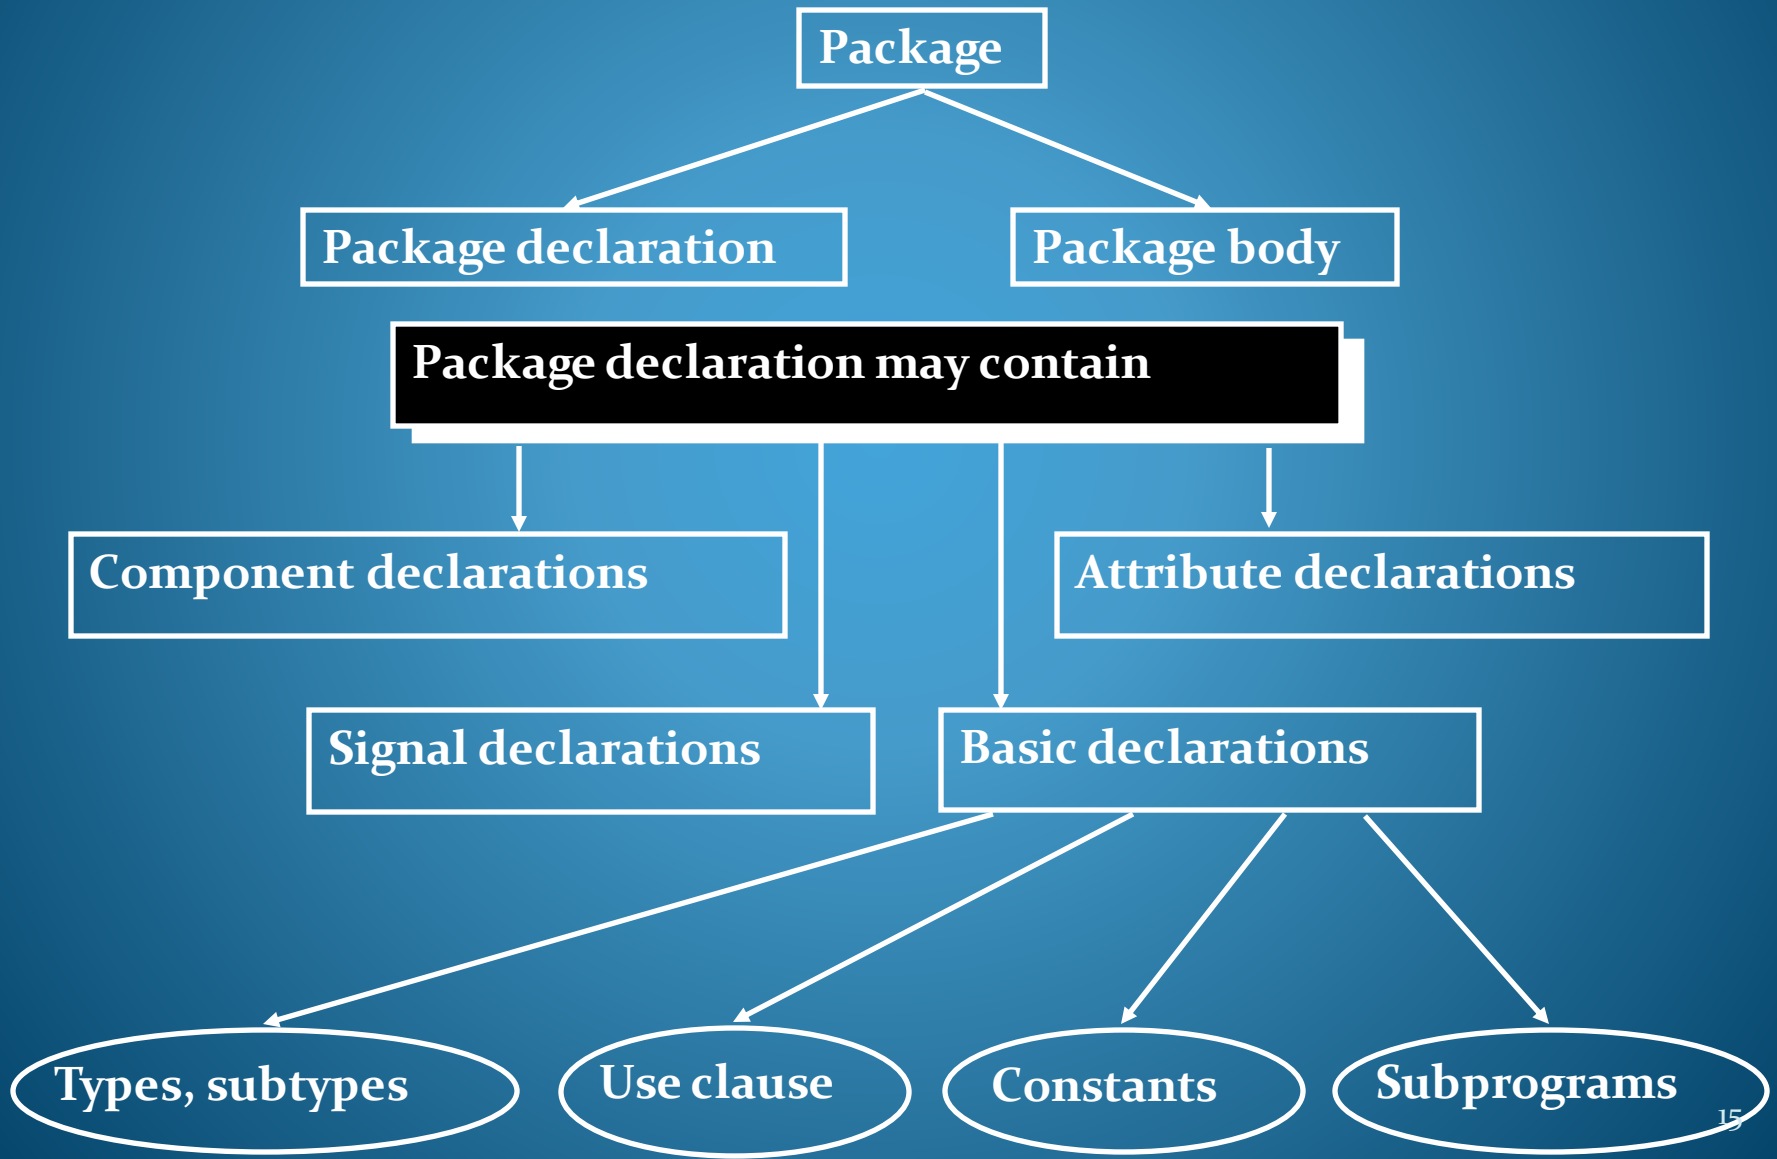 Package
Package declaration
Package body
Package declaration may contain
Component declarations
Attribute declarations
Signal declarations
Basic declarations
Types, subtypes
Use clause
Constants
Subprograms
15